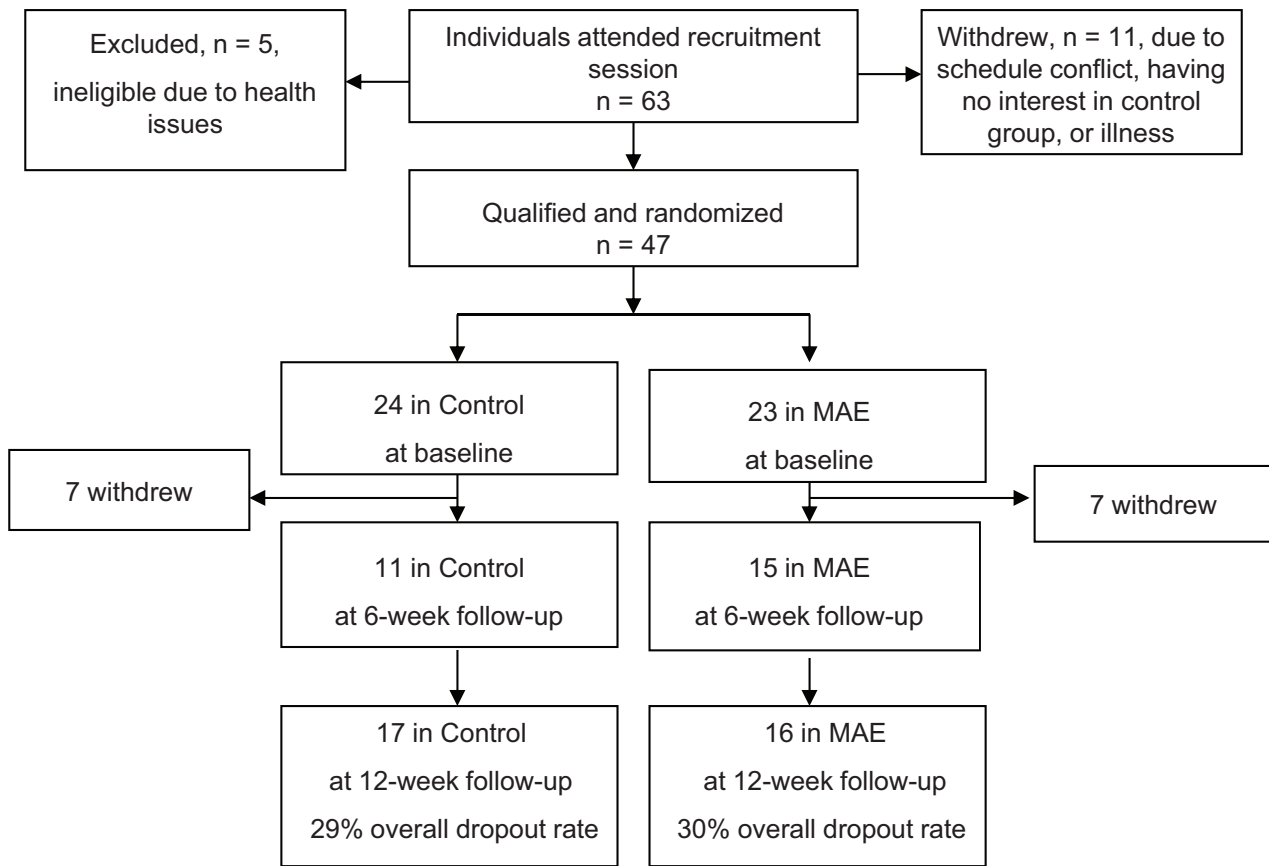 Excluded, n = 5,
ineligible due to health
issues
Individuals attended recruitment
session
n = 63
Withdrew, n = 11, due to
schedule conflict, having
no interest in control
group, or illness
Qualified and randomized
n = 47
24 in Control
at baseline
23 in MAE
at baseline
7 withdrew
7 withdrew
11 in Control
at 6-week follow-up
15 in MAE
at 6-week follow-up
17 in Control
at 12-week follow-up
29% overall dropout rate
16 in MAE
at 12-week follow-up
30% overall dropout rate